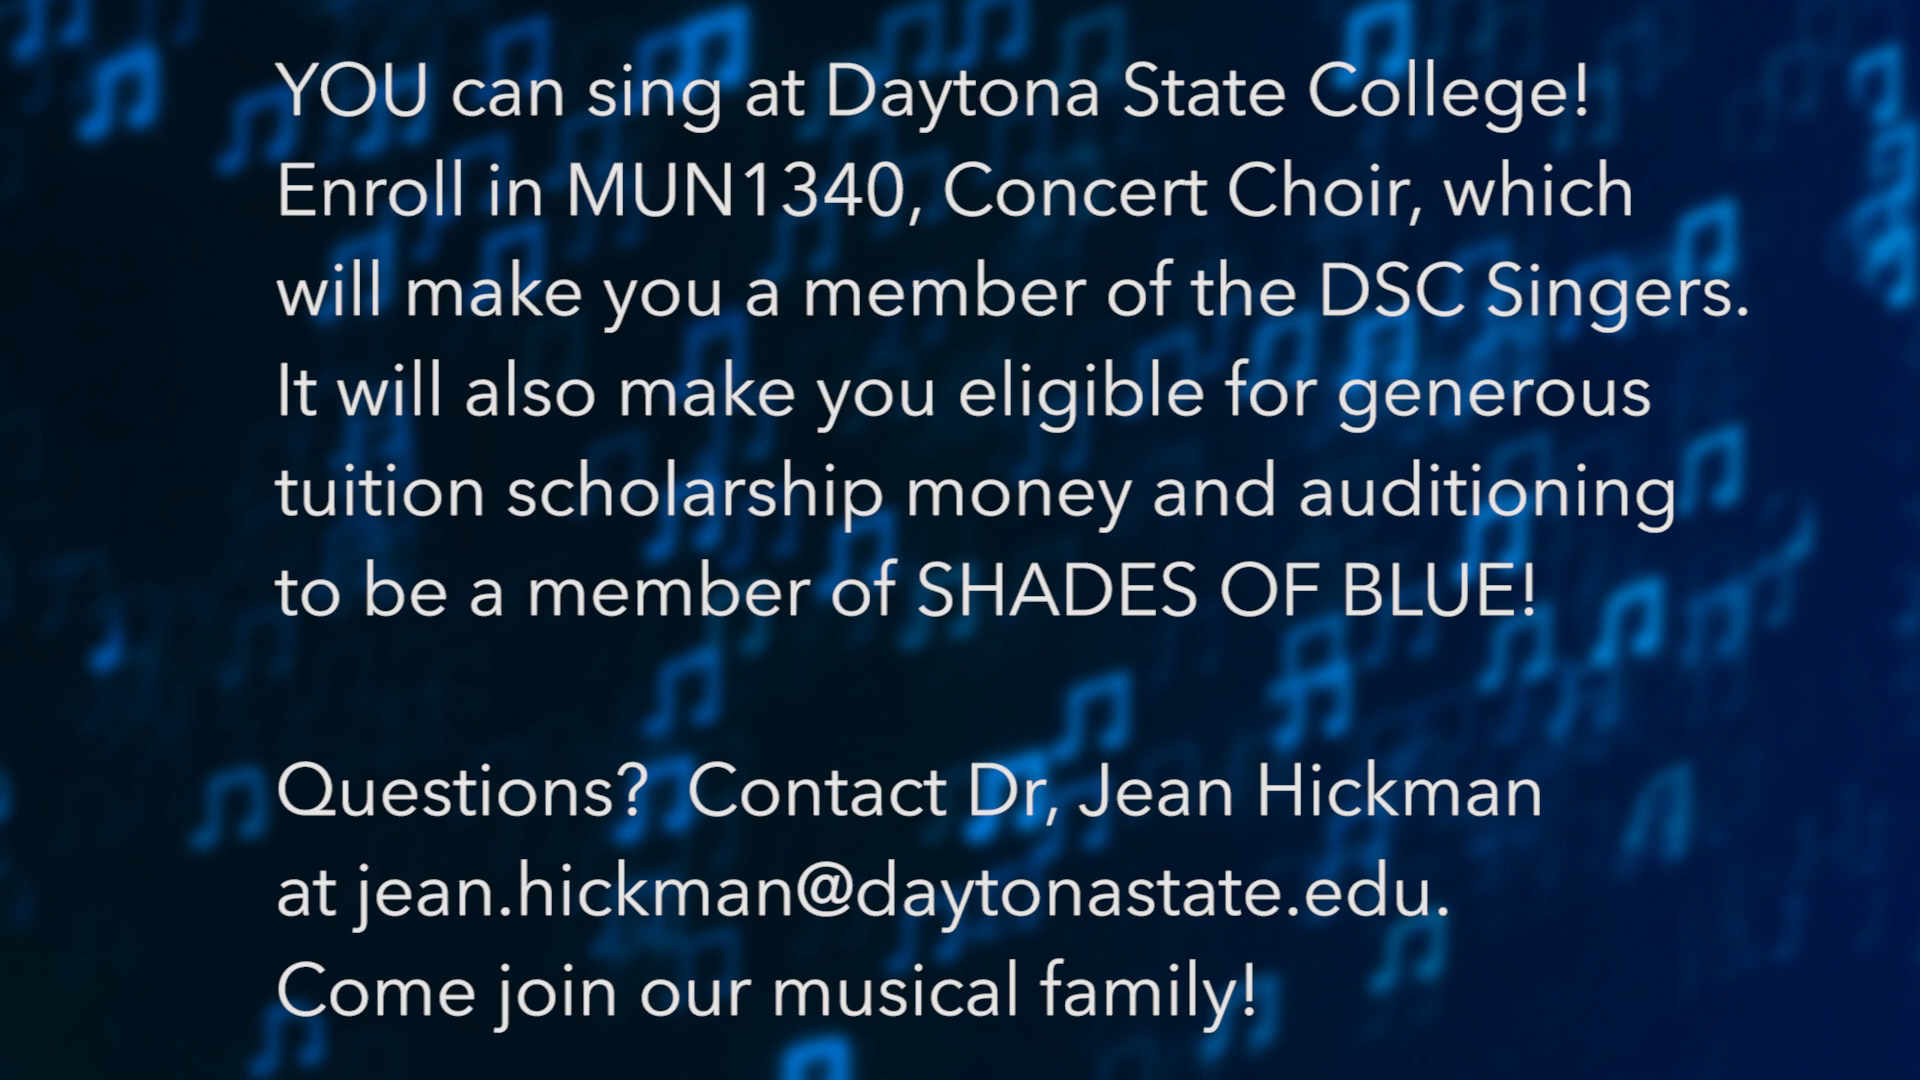 YOU can sing at Daytona State College!
Enroll in MUN1340, Concert Choir, which
will make you a member of the DSC Singers.
It will also make you eligible for generous
tuition scholarship money and auditioning
to be a member of SHADES OF BLUE!
Questions?  Contact Dr, Jean Hickman
at jean.hickman@daytonastate.edu.
Come join our musical family!